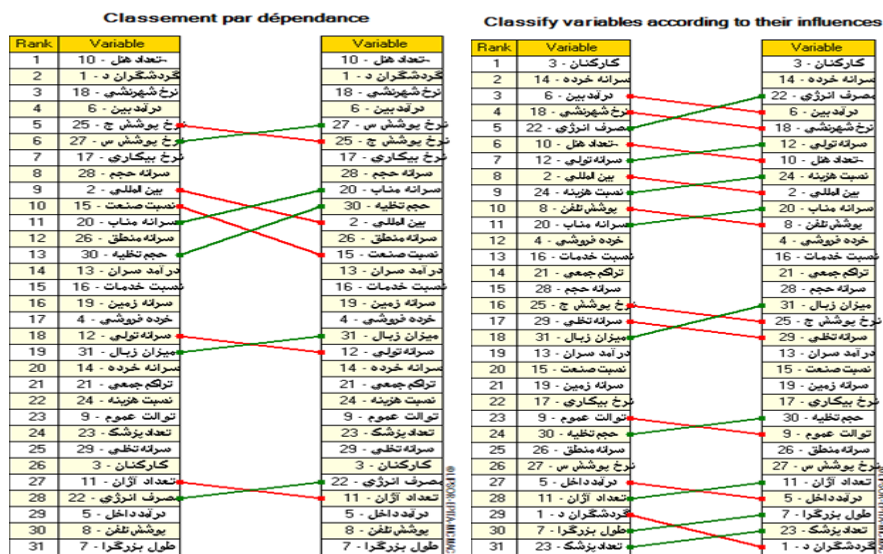 Classement par dépendance
Rank Variable Variable
1 10 - تعداد هتل- 10 - تعداد هتل-
2 1 - گردشگران د 1 - گردشگران د
3 18 - نرخ شهرنشی 18 - نرخ شهرنشی
4 6 - درآمد بین 6 - درآمد بین
5 25 - نرخ پوشش ج 27 - نرخ پوشش س
6 27 - نرخ پوشش س 25 - نرخ پوشش ج
7 17 - نرخ بیکاری 17 - نرخ بیکاری
8 28 - سرانه حجم 28 - سرانه حجم
9 2 - بین المللی 20 - سرانه مناب
10 15 - نسبت صنعت 30 - حجم تخلیه
11 20 - سرانه مناب 2 - بین المللی
12 26 - سرانه منطق 26 - سرانه منطق
13 30 - حجم تخلیه 15 - نسبت صنعت
14 13 - در آمد سران 13 - در آمد سران
15 16 - نسبت خدمات 16 - نسبت خدمات
16 19 - سرانه زمین 19 - سرانه زمین
17 4 - خرده فروشی 4 - خرده فروشی
18 12 - سرانه تولی 31 - میزان زبال
19 31 - میزان زبال 12 - سرانه تولی
20 14 - سرانه خرده 14 - سرانه خرده
21 21 - تراکم جمعی 21 - تراکم جمعی
22 24 - نسبت هزینه 24 - نسبت هزینه
23 9 - توالت عموم 9 - توالت عموم
24 23 - تعداد پزشک 23 - تعداد پزشک
25 29 - سرانه تخلی 29 - سرانه تخلی
26 3 - کارکنان 3 - کارکنان
27 11 - تعداد آژان 22 - مصرف انرژی
28 22 - مصرف انرژی 11 - تعداد آژان
29 5 - درآمد داخل 5 - درآمد داخل
30 8 - پوشش تلفن 8 - پوشش تلفن
31 7 - طول بزرگرا 7 - طول بزرگرا
© LIPSOR-EPITA-MICMAC
Classify variables according to their influences
Rank Variable Variable
1 3 - کارکنان 3 - کارکنان
2 14 - سرانه خرده 14 - سرانه خرده
3 6 - درآمد بین 22 - مصرف انرژی
4 18 - نرخ شهرنشی 6 - درآمد بین
5 22 - مصرف انرژی 18 - نرخ شهرنشی
6 10 - تعداد هتل- 12 - سرانه تولی
7 12 - سرانه تولی 10 - تعداد هتل-
8 2 - بین المللی 24 - نسبت هزینه
9 24 - نسبت هزینه 2 - بین المللی
10 8 - پوشش تلفن 20 - سرانه مناب
11 20 - سرانه مناب 8 - پوشش تلفن
12 4 - خرده فروشی 4 - خرده فروشی
13 16 - نسبت خدمات 16 - نسبت خدمات
14 21 - تراکم جمعی 21 - تراکم جمعی
15 28 - سرانه حجم 28 - سرانه حجم
16 25 - نرخ پوشش ج 31 - میزان زبال
17 29 - سرانه تخلی 25 - نرخ پوشش ج
18 31 - میزان زبال 29 - سرانه تخلی
19 13 - در آمد سران 13 - در آمد سران
20 15 - نسبت صنعت 15 - نسبت صنعت
21 19 - سرانه زمین 19 - سرانه زمین
22 17 - نرخ بیکاری 17 - نرخ بیکاری
23 9 - توالت عموم 30 - حجم تخلیه
24 30 - حجم تخلیه 9 - توالت عموم
25 26 - سرانه منطق 26 - سرانه منطق
26 27 - نرخ پوشش س 27 - نرخ پوشش س
27 5 - درآمد داخل 11 - تعداد آژان
28 11 - تعداد آژان 5 - درآمد داخل
29 1 - گردشگران د 7 - طول بزرگرا
30 7 - طول بزرگرا 23 - تعداد پزشک
31 23 - تعداد پزشک 1 - گردشگران د